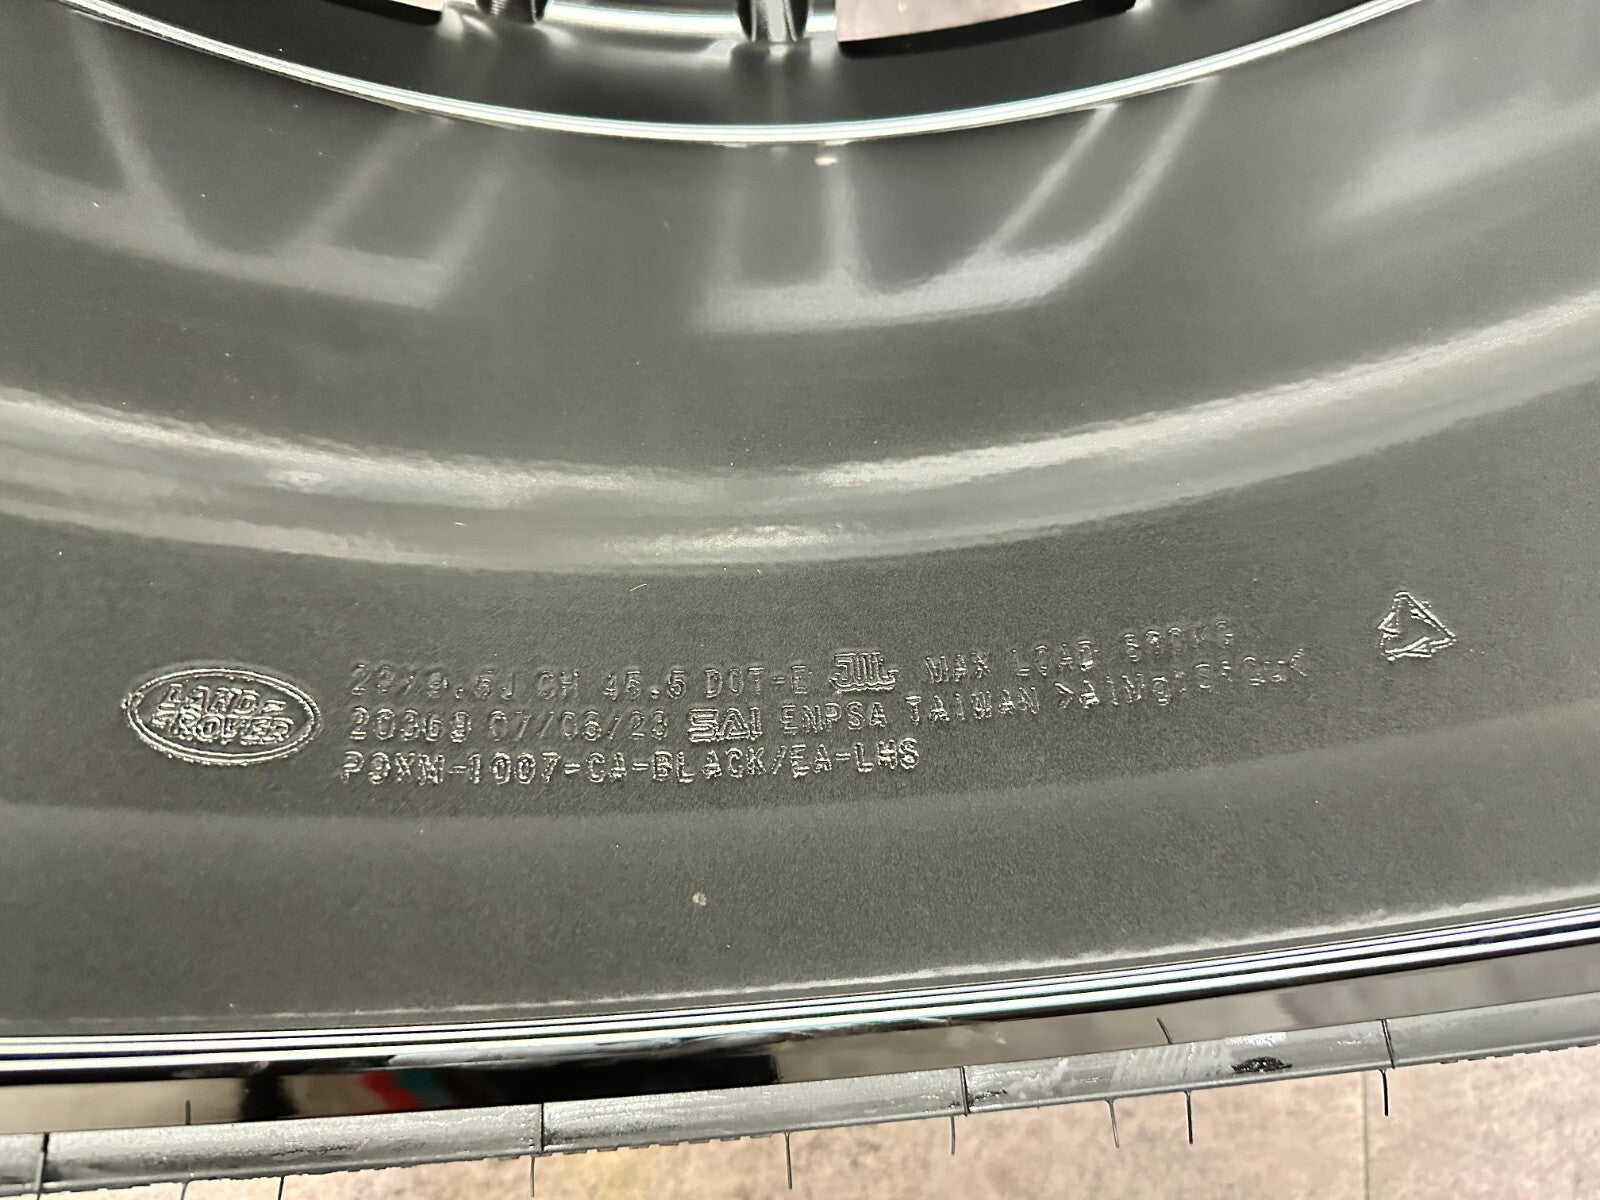 LAND-
ROVER
23X9.5J CH 45.5 DOT-E JWL MAX LOAD
20369 07/08/23 SAI ENPSA TAIWAN
P9XM-1007-CA-BLACK/EA-LHS